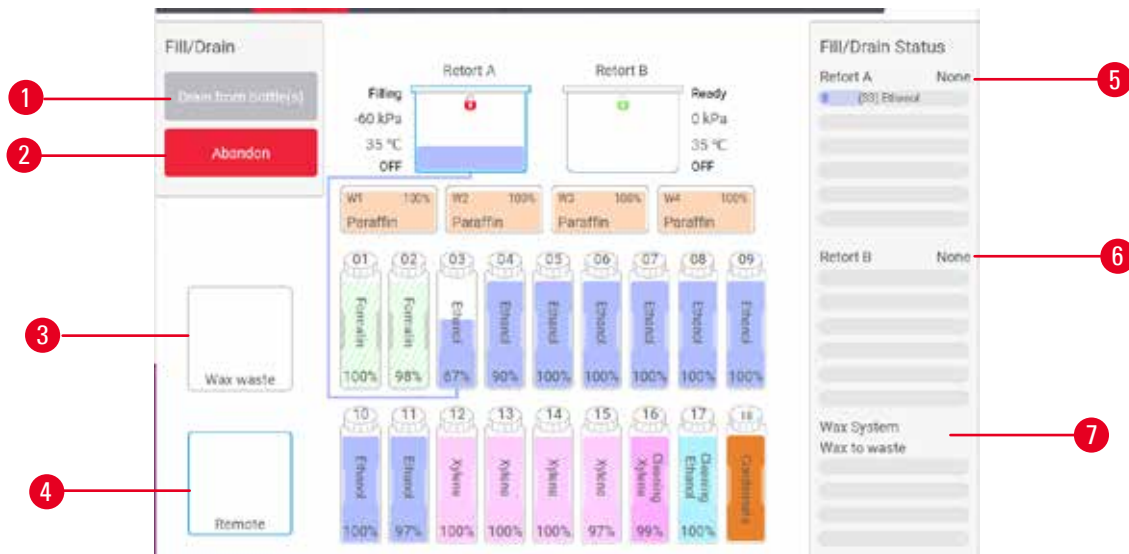 Fill/Drain
1
Drain from bottle(s)
2
Abandon
3
Wax waste
4
Remote
Retort A
Filling
-60 kPa
35 °C
OFF
Retort B
Ready
0 kPa
35 °C
OFF
W1 100%
Paraffin
W2 100%
Paraffin
W3 100%
Paraffin
W4 100%
Paraffin
01 02 03 04 05 06 07 08 09
Formalin Formalin Ethanol Ethanol Ethanol Ethanol Ethanol Ethanol Ethanol
100% 98% 67% 90% 100% 100% 100% 100% 100%
10 11 12 13 14 15 16 17 18
Ethanol Ethanol Xylene Xylene Xylene Xylene Cleaning Xylene Cleaning Ethanol Condensate
100% 97% 100% 100% 100% 97% 99% 100%
Fill/Drain Status
Retort A None
5
(S3) Ethanol
Retort B None
6
Wax System
7
Wax to waste